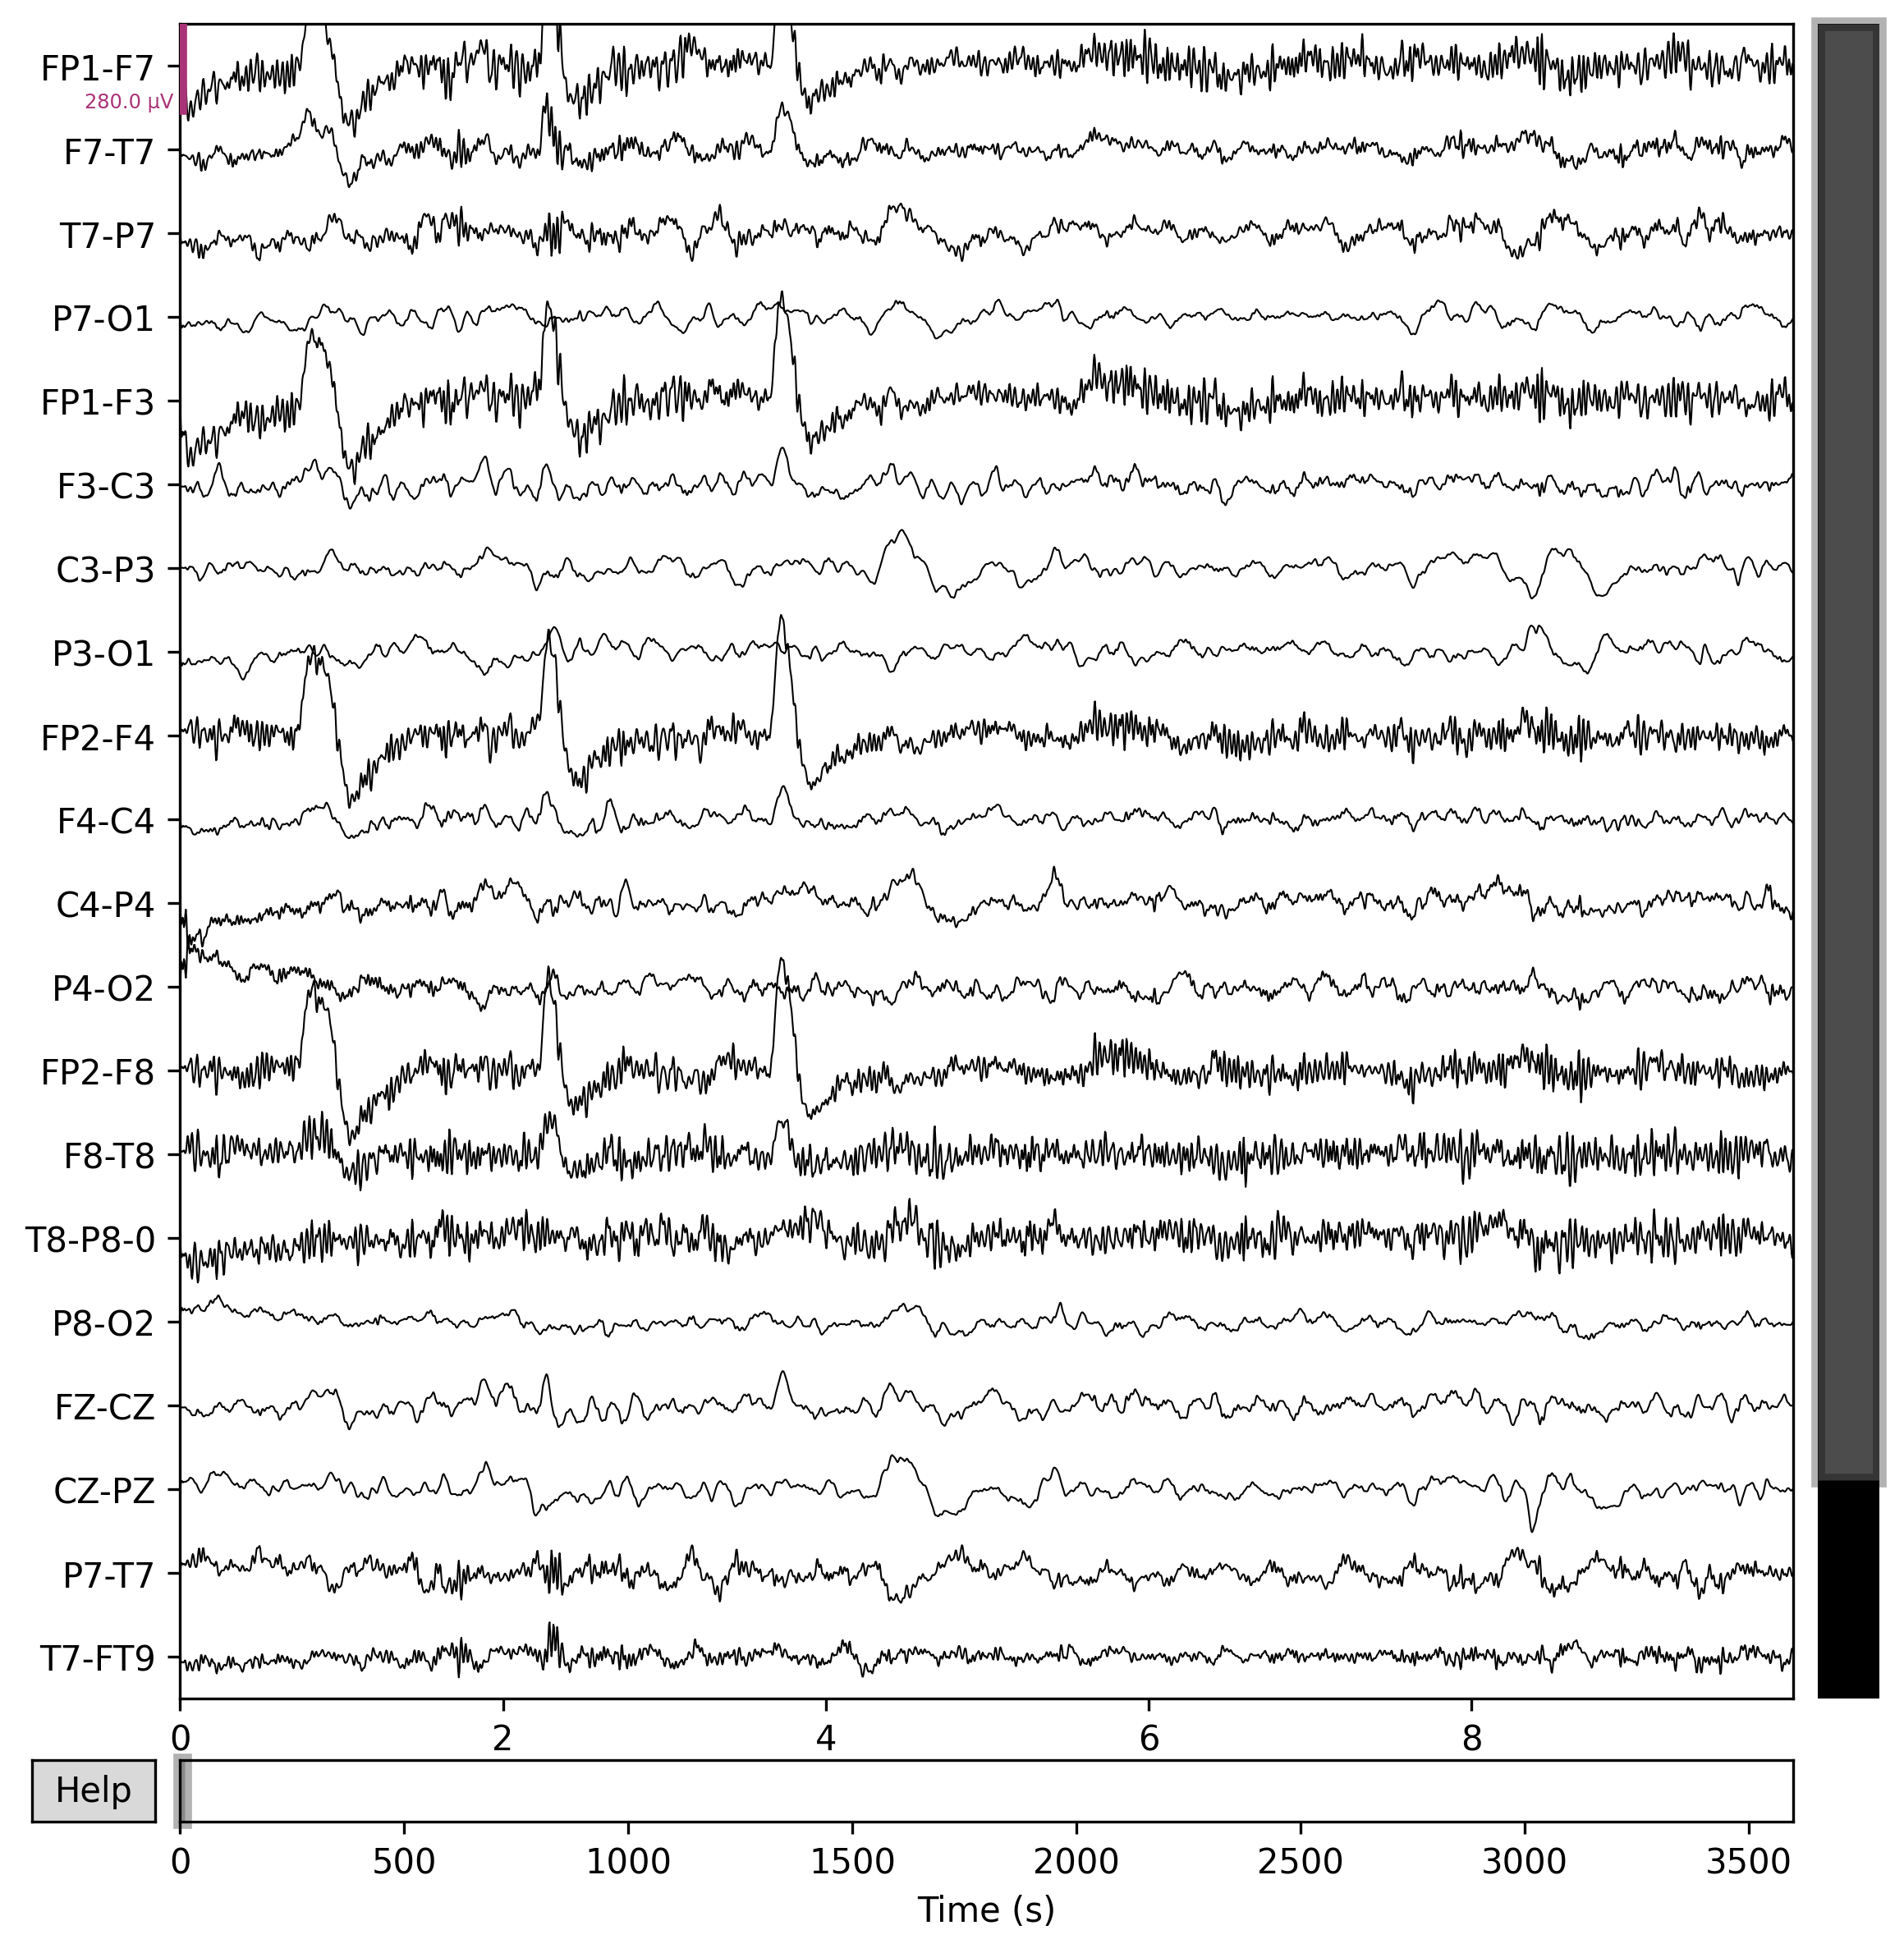 FP1-F7
280.0 µV
F7-T7
T7-P7
P7-O1
FP1-F3
F3-C3
C3-P3
P3-O1
FP2-F4
F4-C4
C4-P4
P4-O2
FP2-F8
F8-T8
T8-P8-0
P8-O2
FZ-CZ
CZ-PZ
P7-T7
T7-FT9
0 2 4 6 8
Help
0 500 1000 1500 2000 2500 3000 3500
Time (s)